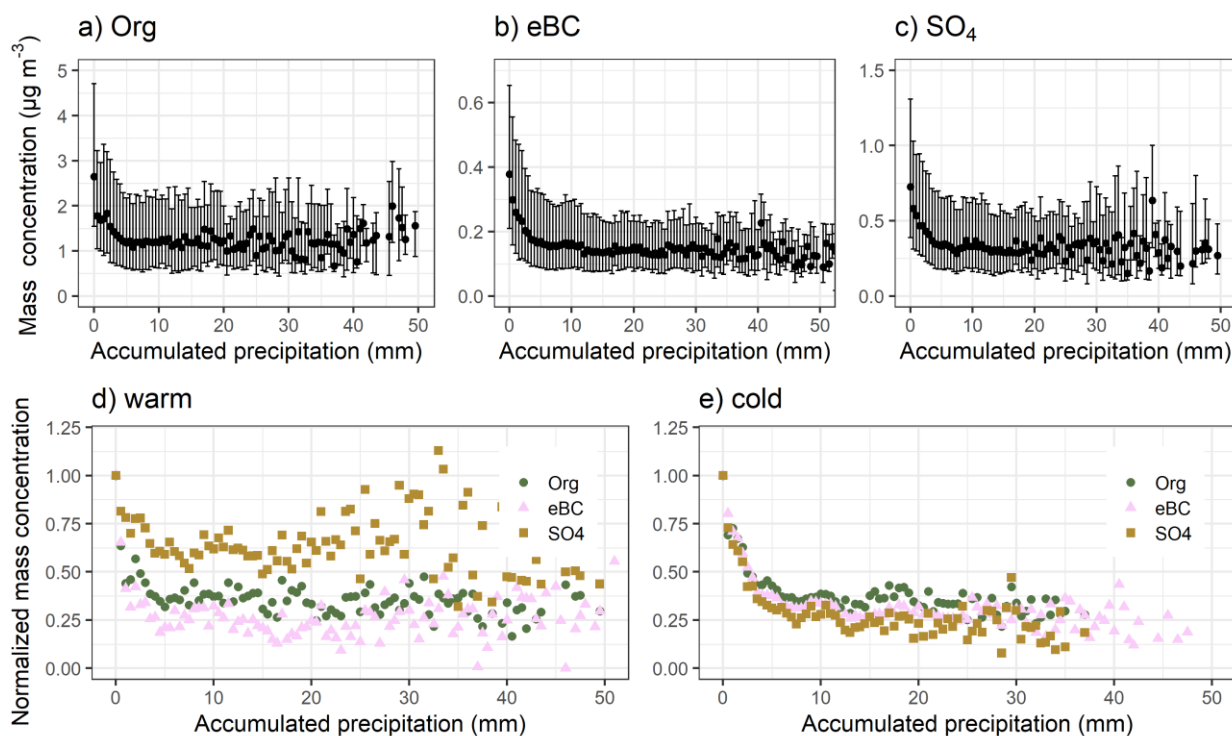 a) Org
b) eBC
c) SO₄
Mass concentration (µg m⁻³)
5
4
3
2
1
0
0.6
0.4
0.2
0.0
1.5
1.0
0.5
0.0
0 10 20 30 40 50
0 10 20 30 40 50
0 10 20 30 40 50
Accumulated precipitation (mm)
Accumulated precipitation (mm)
Accumulated precipitation (mm)
d) warm
e) cold
Normalized mass concentration
1.25
1.00
0.75
0.50
0.25
0.00
Org
eBC
SO4
1.25
1.00
0.75
0.50
0.25
0.00
Org
eBC
SO4
0 10 20 30 40 50
0 10 20 30 40 50
Accumulated precipitation (mm)
Accumulated precipitation (mm)